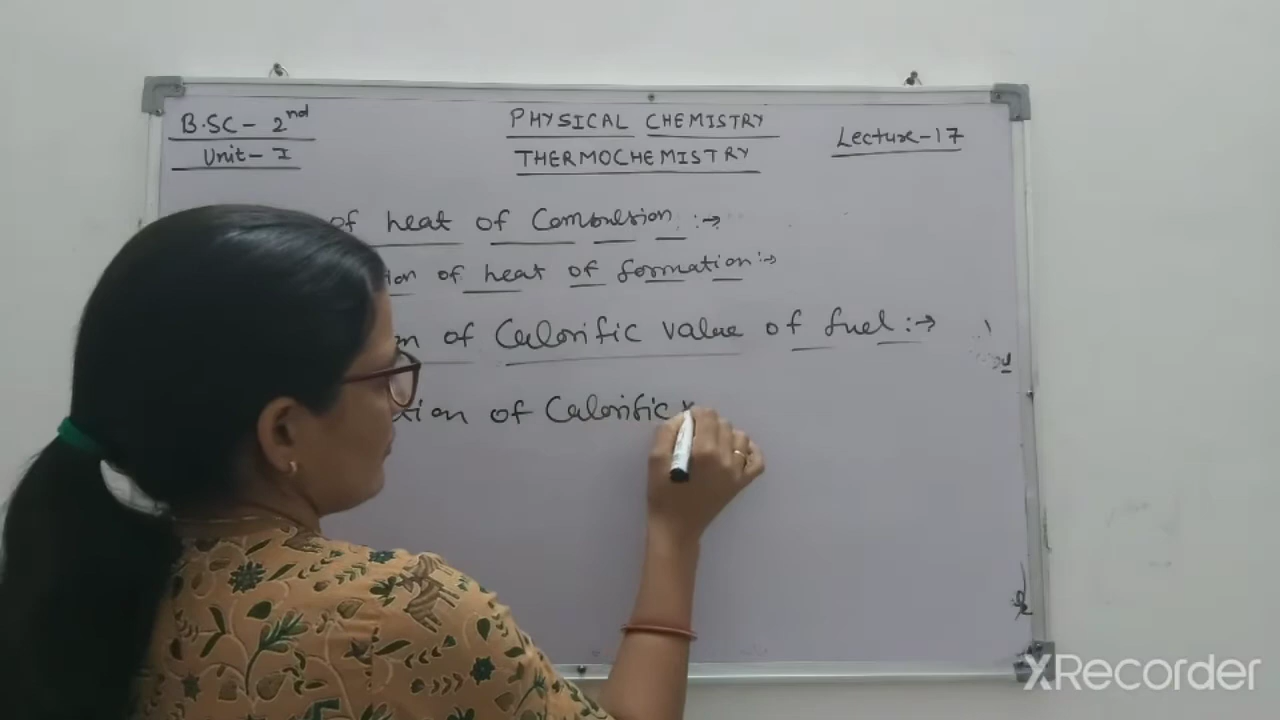 B.SC- 2nd
Unit- I
PHYSICAL CHEMISTRY
THERMOCHEMISTRY
Lecture-17
of heat of Combustion :→
ion of heat of formation:→
n of Calorific value of fuel :→
tion of Calorific
XRecorder